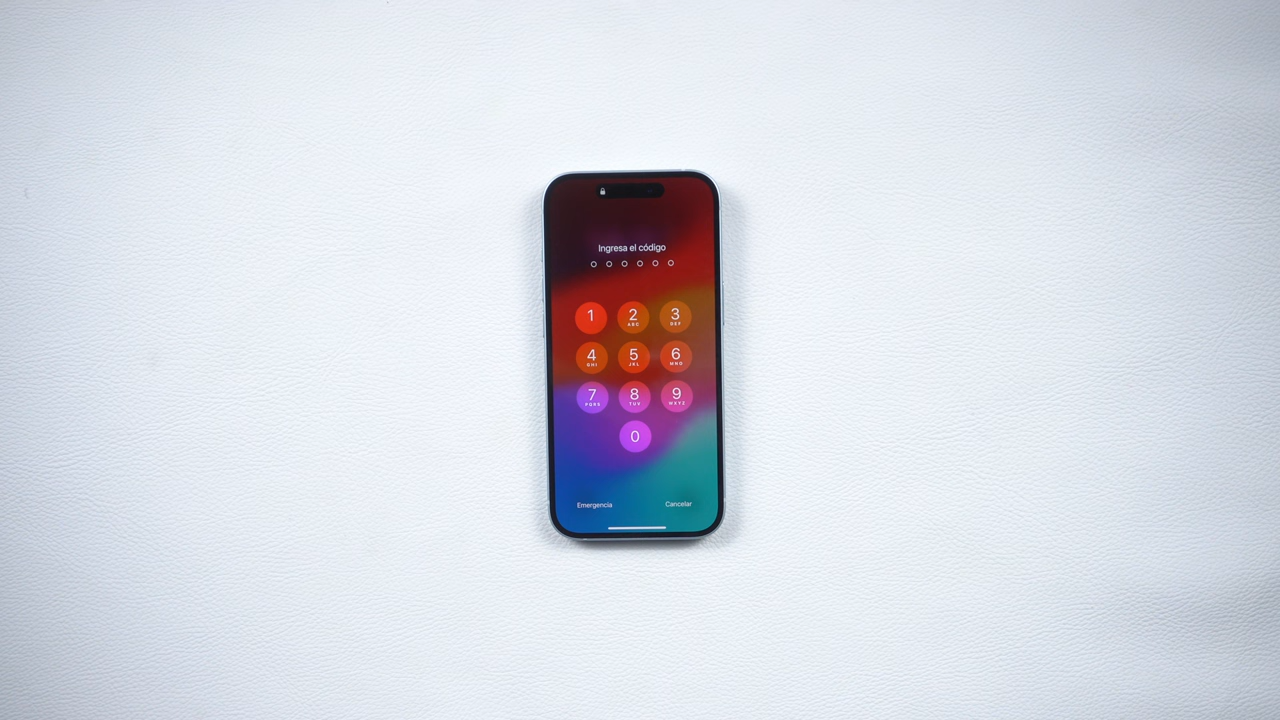 Ingresa el código
1 2 3
ABC DEF
4 5 6
GHI JKL MNO
7 8 9
PQRS TUV WXYZ
0
Emergencia Cancelar